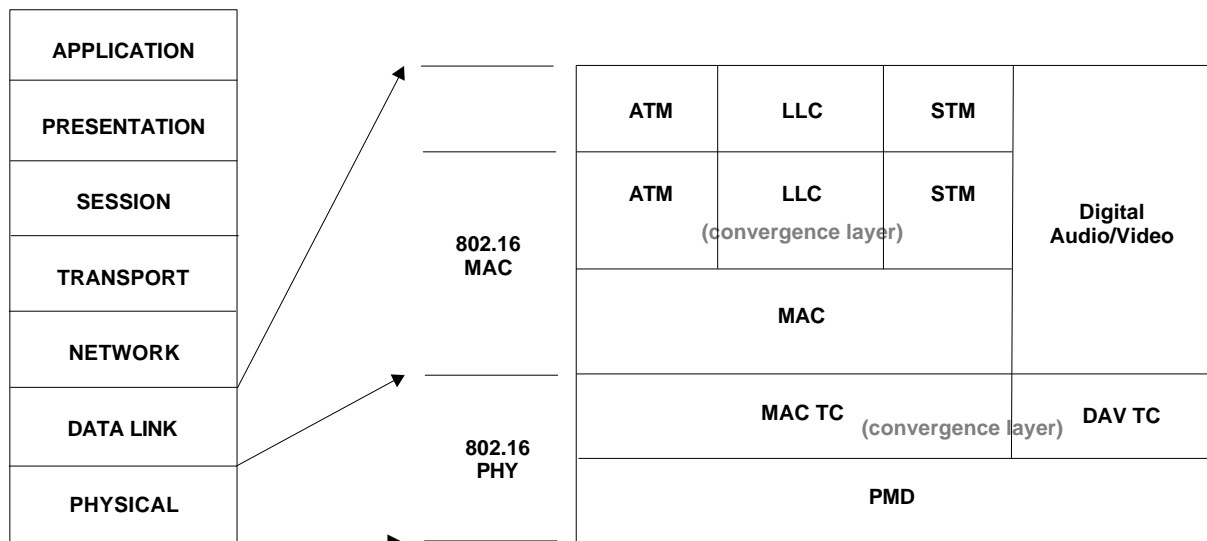 APPLICATION
PRESENTATION
SESSION
TRANSPORT
NETWORK
DATA LINK
PHYSICAL
802.16
MAC
802.16
PHY
ATM LLC STM
ATM LLC STM
(convergence layer)
Digital
Audio/Video
MAC
MAC TC (convergence layer) DAV TC
PMD